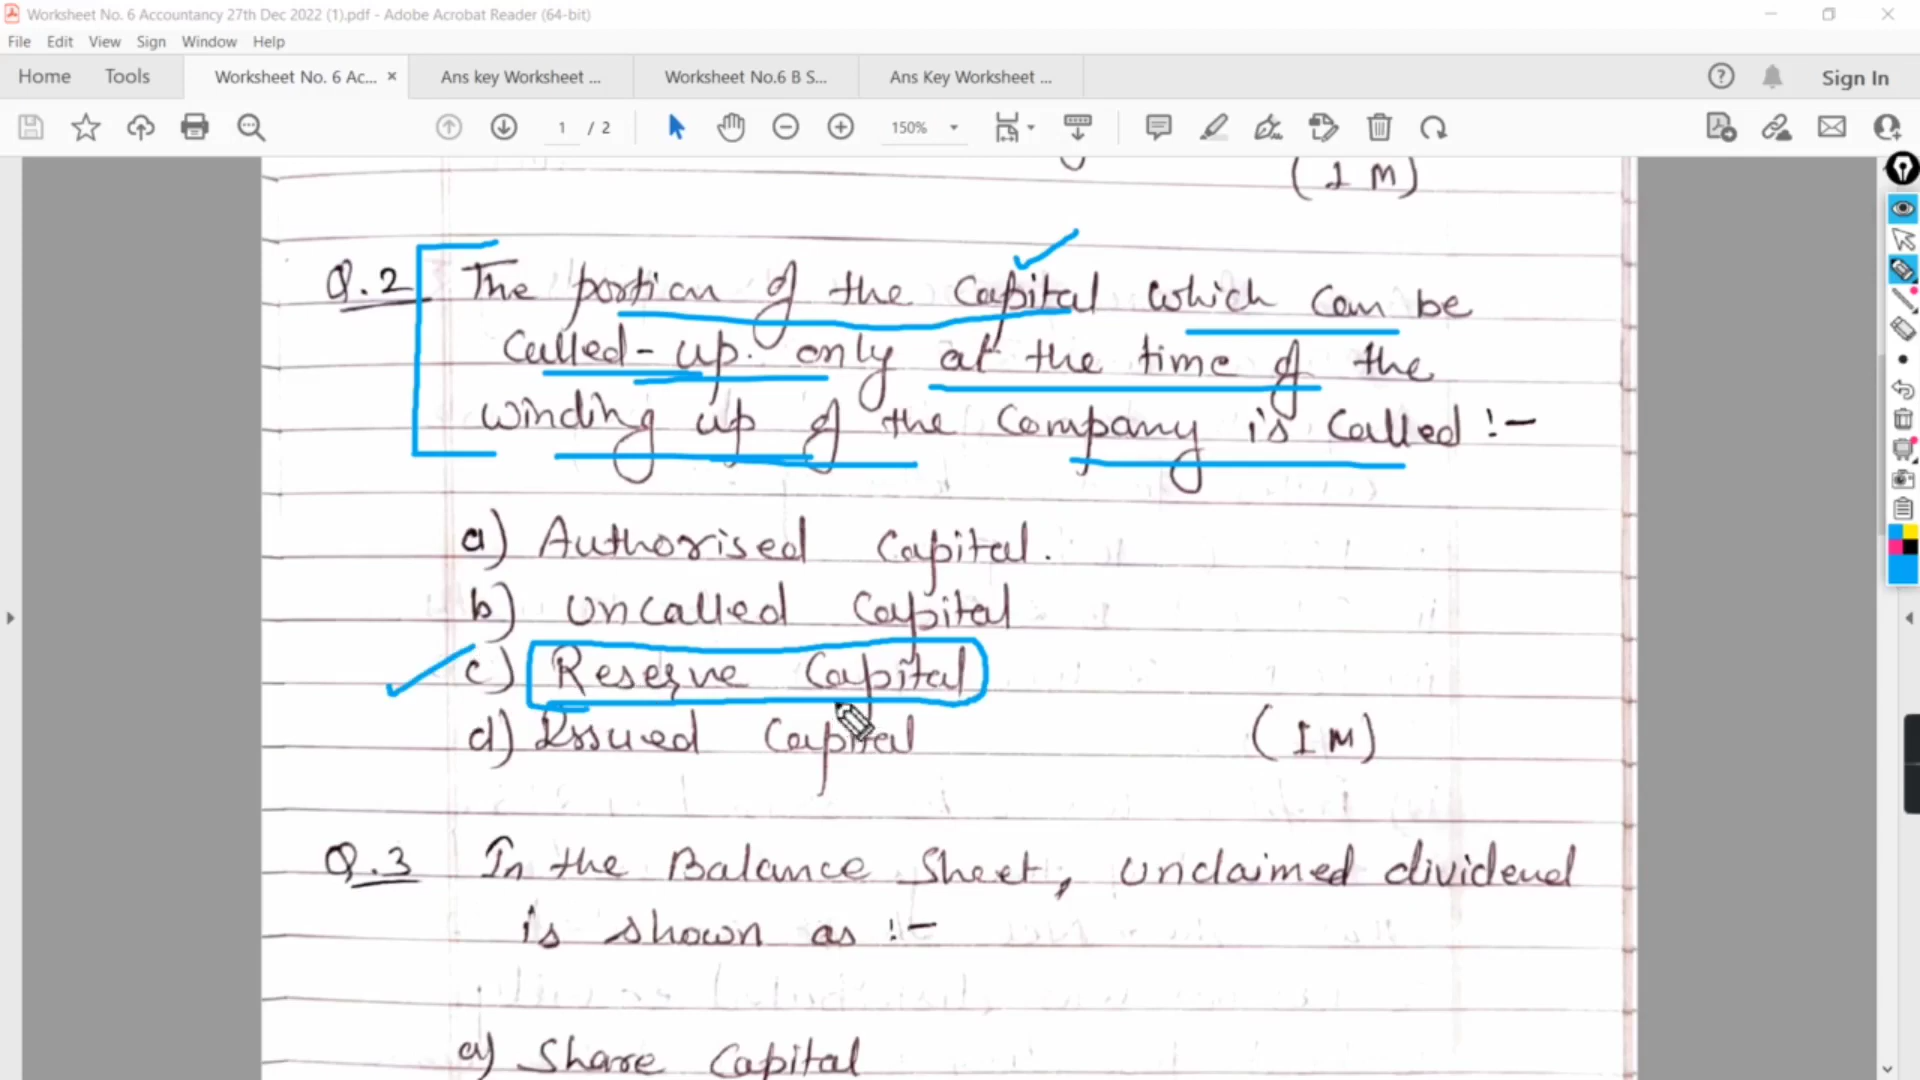 Worksheet No. 6 Accountancy 27th Dec 2022 (1).pdf - Adobe Acrobat Reader (64-bit)
File Edit View Sign Window Help
Home Tools Worksheet No. 6 Ac... × Ans key Worksheet ... Worksheet No.6 B S... Ans Key Worksheet ... Sign In
1 / 2 150%
(1 M)
Q.2 The portion of the Capital which can be
Called-up. only at the time of the
winding up of the Company is Called :-
a) Authorised Capital.
b) Uncalled Capital
c) Reserve Capital
d) Issued Capital (1M)
Q.3 In the Balance Sheet, Unclaimed dividend
is shown as :-
a) Share Capital